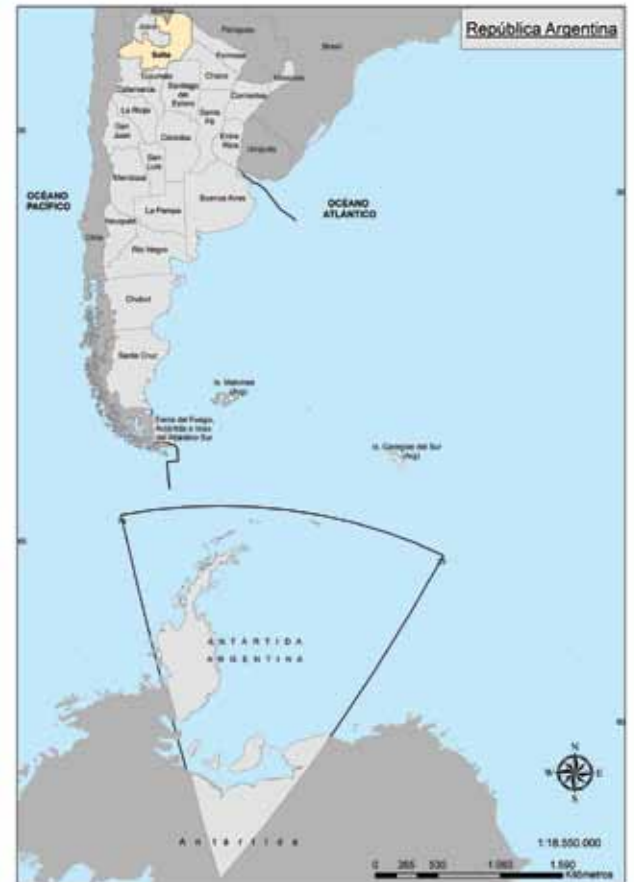 República Argentina
Bolivia
Jujuy
Salta
Paraguay
Brasil
Formosa
Tucumán
Chaco
Misiones
Catamarca
Santiago
del
Estero
Corrientes
La Rioja
Santa
Fé
San
Juan
Córdoba
Entre
Ríos
Uruguay
San
Luis
Mendoza
OCÉANO
PACÍFICO
Buenos Aires
OCÉANO
ATLÁNTICO
La Pampa
Neuquén
Chile
Río Negro
Chubut
Santa Cruz
Is. Malvinas
(Arg)
Tierra del Fuego,
Antártida e Islas
del Atlántico Sur
Is. Georgias del Sur
(Arg)
ANTÁRTIDA
ARGENTINA
N
W E
S
Antártida
1:18.550.000
0 265 530 1.060 1.590
Kilómetros